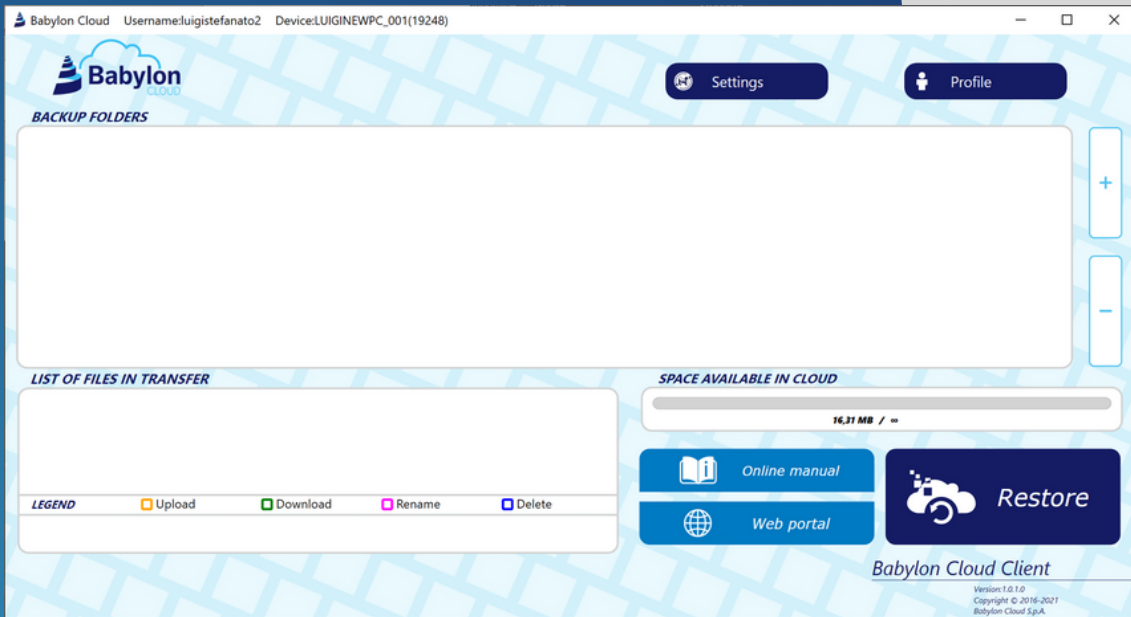 Babylon Cloud Username:luigistefanato2 Device:LUIGINEWPC_001(19248)
Babylon
CLOUD
Settings
Profile
BACKUP FOLDERS
+
-
LIST OF FILES IN TRANSFER
SPACE AVAILABLE IN CLOUD
16,31 MB / ∞
LEGEND Upload Download Rename Delete
Online manual
Web portal
Restore
Babylon Cloud Client
Version:1.0.1.0
Copyright © 2016-2021
Babylon Cloud S.p.A.